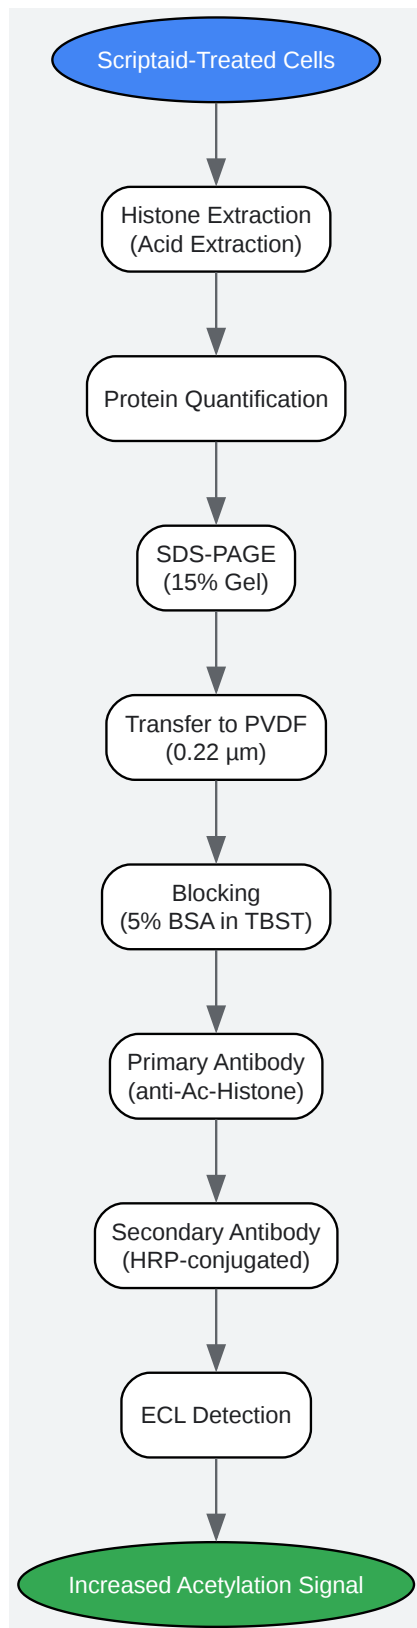 Scriptaid-Treated Cells
Histone Extraction
(Acid Extraction)
Protein Quantification
SDS-PAGE
(15% Gel)
Transfer to PVDF
(0.22 µm)
Blocking
(5% BSA in TBST)
Primary Antibody
(anti-Ac-Histone)
Secondary Antibody
(HRP-conjugated)
ECL Detection
Increased Acetylation Signal